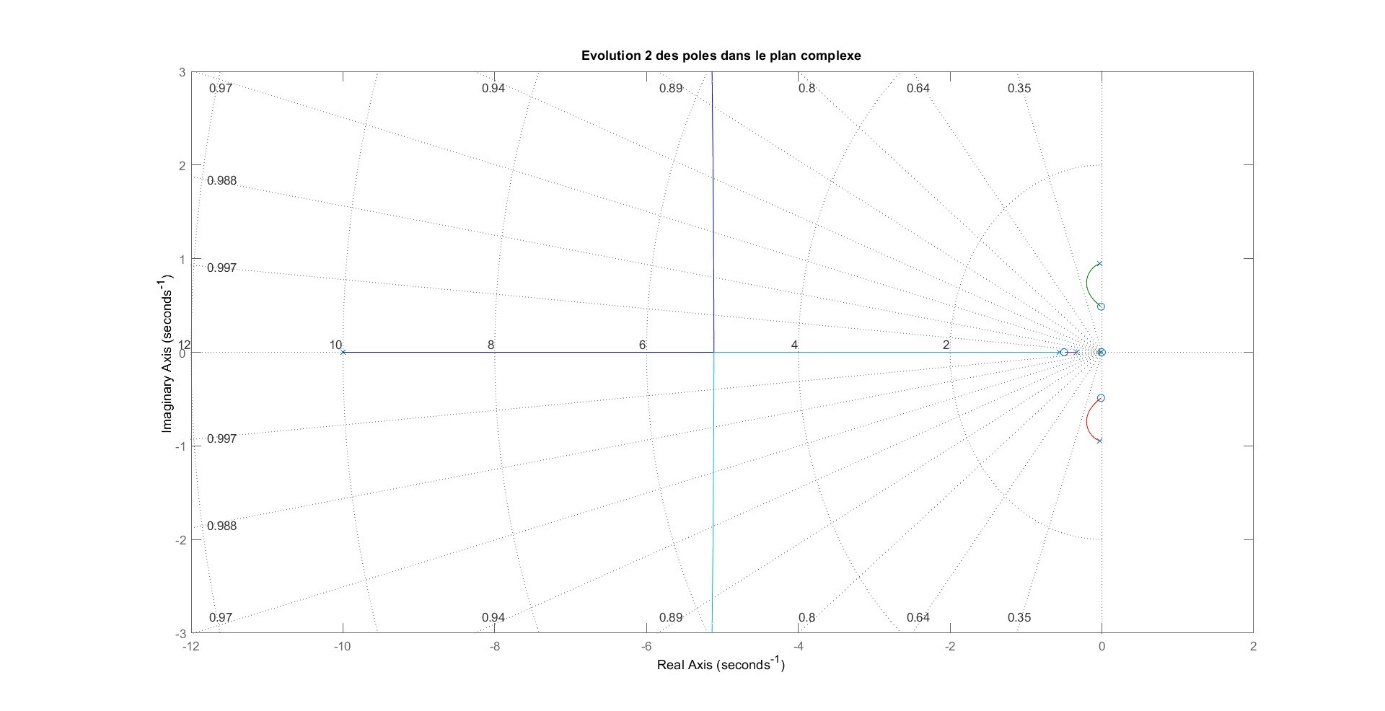 Evolution 2 des poles dans le plan complexe
3
0.97 0.94 0.89 0.8 0.64 0.35
2
0.988
1
0.997
12 10 8 6 4 2
0
0.997
-1
0.988
-2
0.97 0.94 0.89 0.8 0.64 0.35
-3
Imaginary Axis (seconds⁻¹)
-12 -10 -8 -6 -4 -2 0 2
Real Axis (seconds⁻¹)